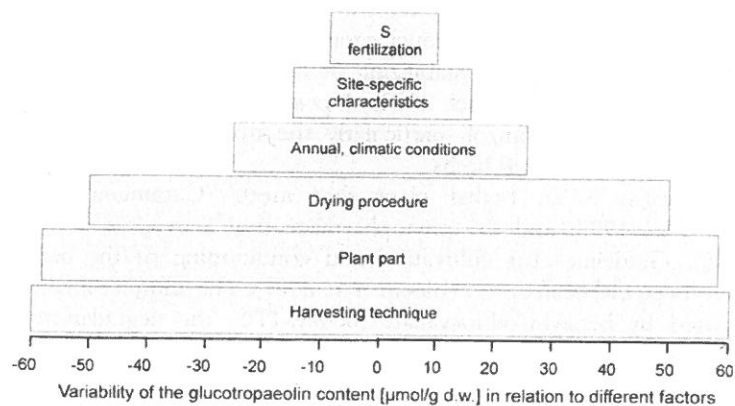 S
fertilization
Site-specific
characteristics
Annual, climatic conditions
Drying procedure
Plant part
Harvesting technique
-60 -50 -40 -30 -20 -10 0 10 20 30 40 50 60
Variability of the glucotropaeolin content [µmol/g d.w.] in relation to different factors